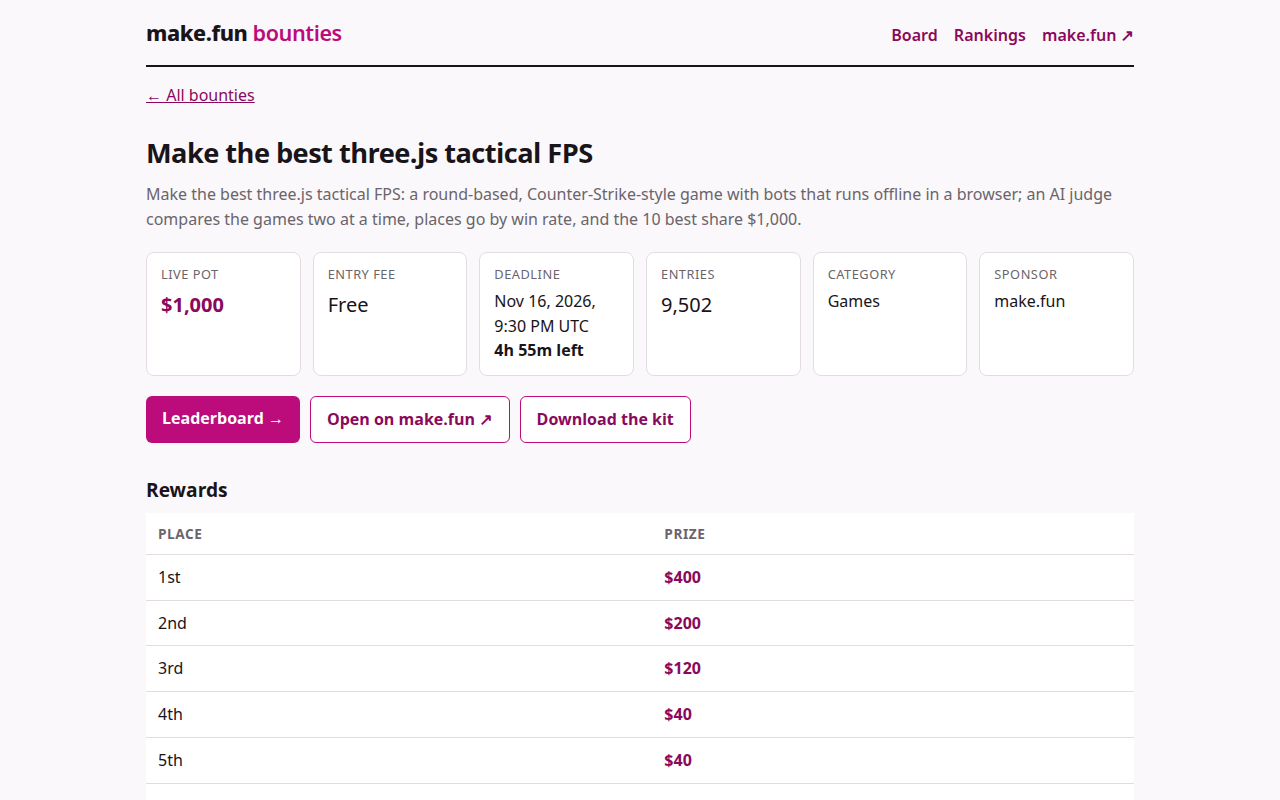 make.fun bounties
Board Rankings make.fun ↗
← All bounties
Make the best three.js tactical FPS
Make the best three.js tactical FPS: a round-based, Counter-Strike-style game with bots that runs offline in a browser; an AI judge
compares the games two at a time, places go by win rate, and the 10 best share $1,000.
LIVE POT
$1,000
ENTRY FEE
Free
DEADLINE
Nov 16, 2026,
9:30 PM UTC
4h 55m left
ENTRIES
9,502
CATEGORY
Games
SPONSOR
make.fun
Leaderboard →
Open on make.fun ↗
Download the kit
Rewards
PLACE PRIZE
1st $400
2nd $200
3rd $120
4th $40
5th $40